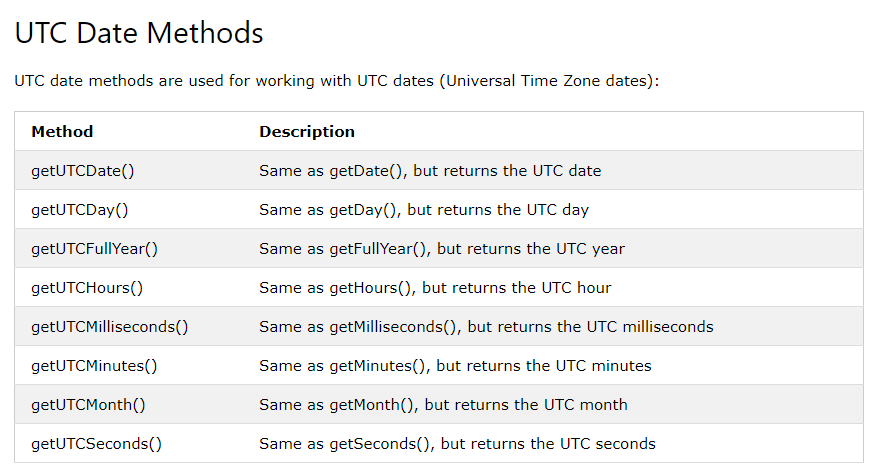 UTC Date Methods
UTC date methods are used for working with UTC dates (Universal Time Zone dates):
Method Description
getUTCDate() Same as getDate(), but returns the UTC date
getUTCDay() Same as getDay(), but returns the UTC day
getUTCFullYear() Same as getFullYear(), but returns the UTC year
getUTCHours() Same as getHours(), but returns the UTC hour
getUTCMilliseconds() Same as getMilliseconds(), but returns the UTC milliseconds
getUTCMinutes() Same as getMinutes(), but returns the UTC minutes
getUTCMonth() Same as getMonth(), but returns the UTC month
getUTCSeconds() Same as getSeconds(), but returns the UTC seconds